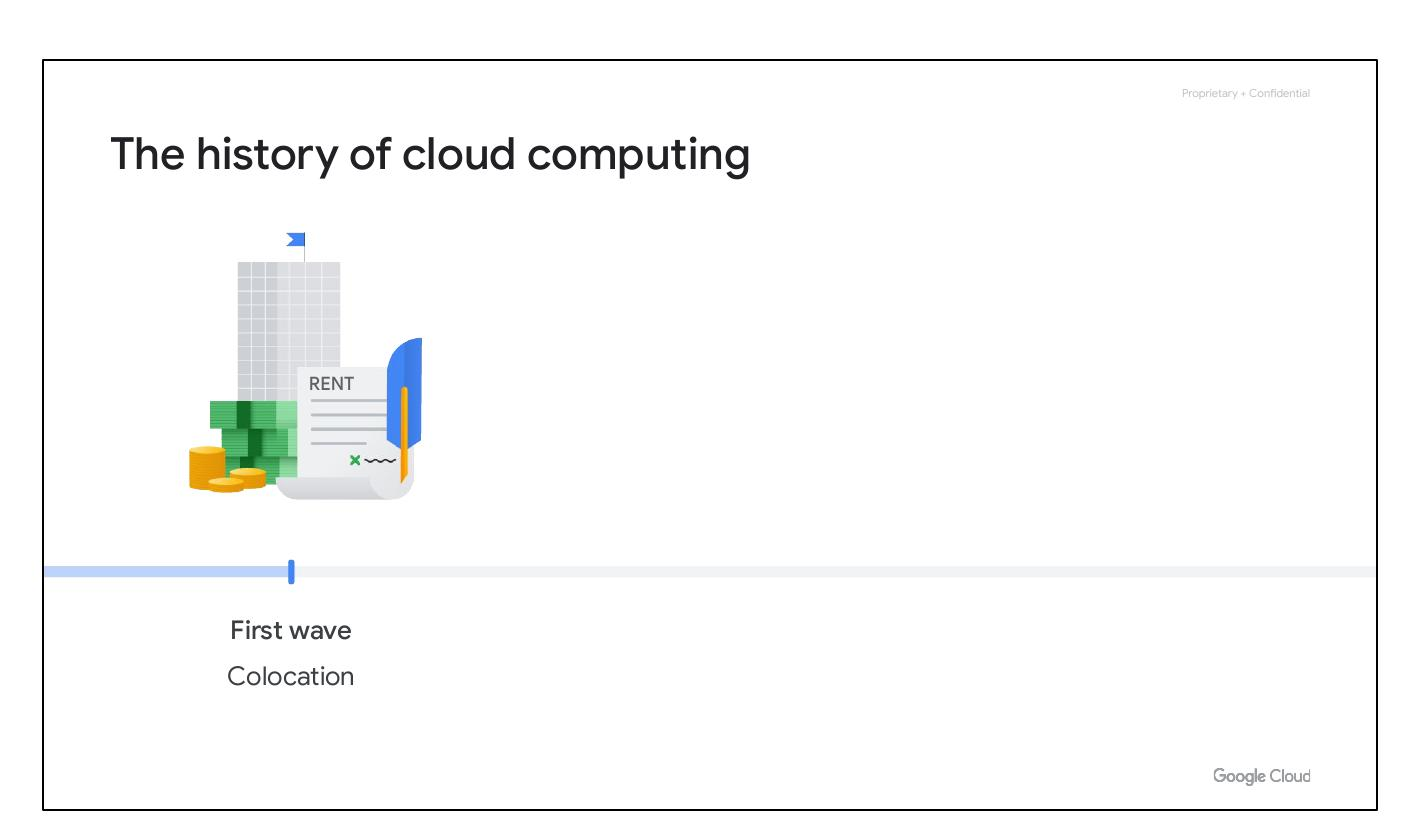 Proprietary + Confidential
The history of cloud computing
RENT
First wave
Colocation
Google Cloud